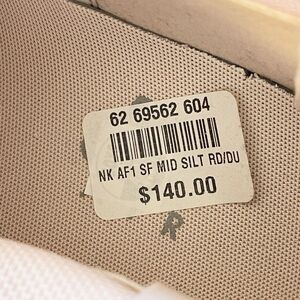 62 69562 604
NK AF1 SF MID SILT RD/DU
$140.00
R